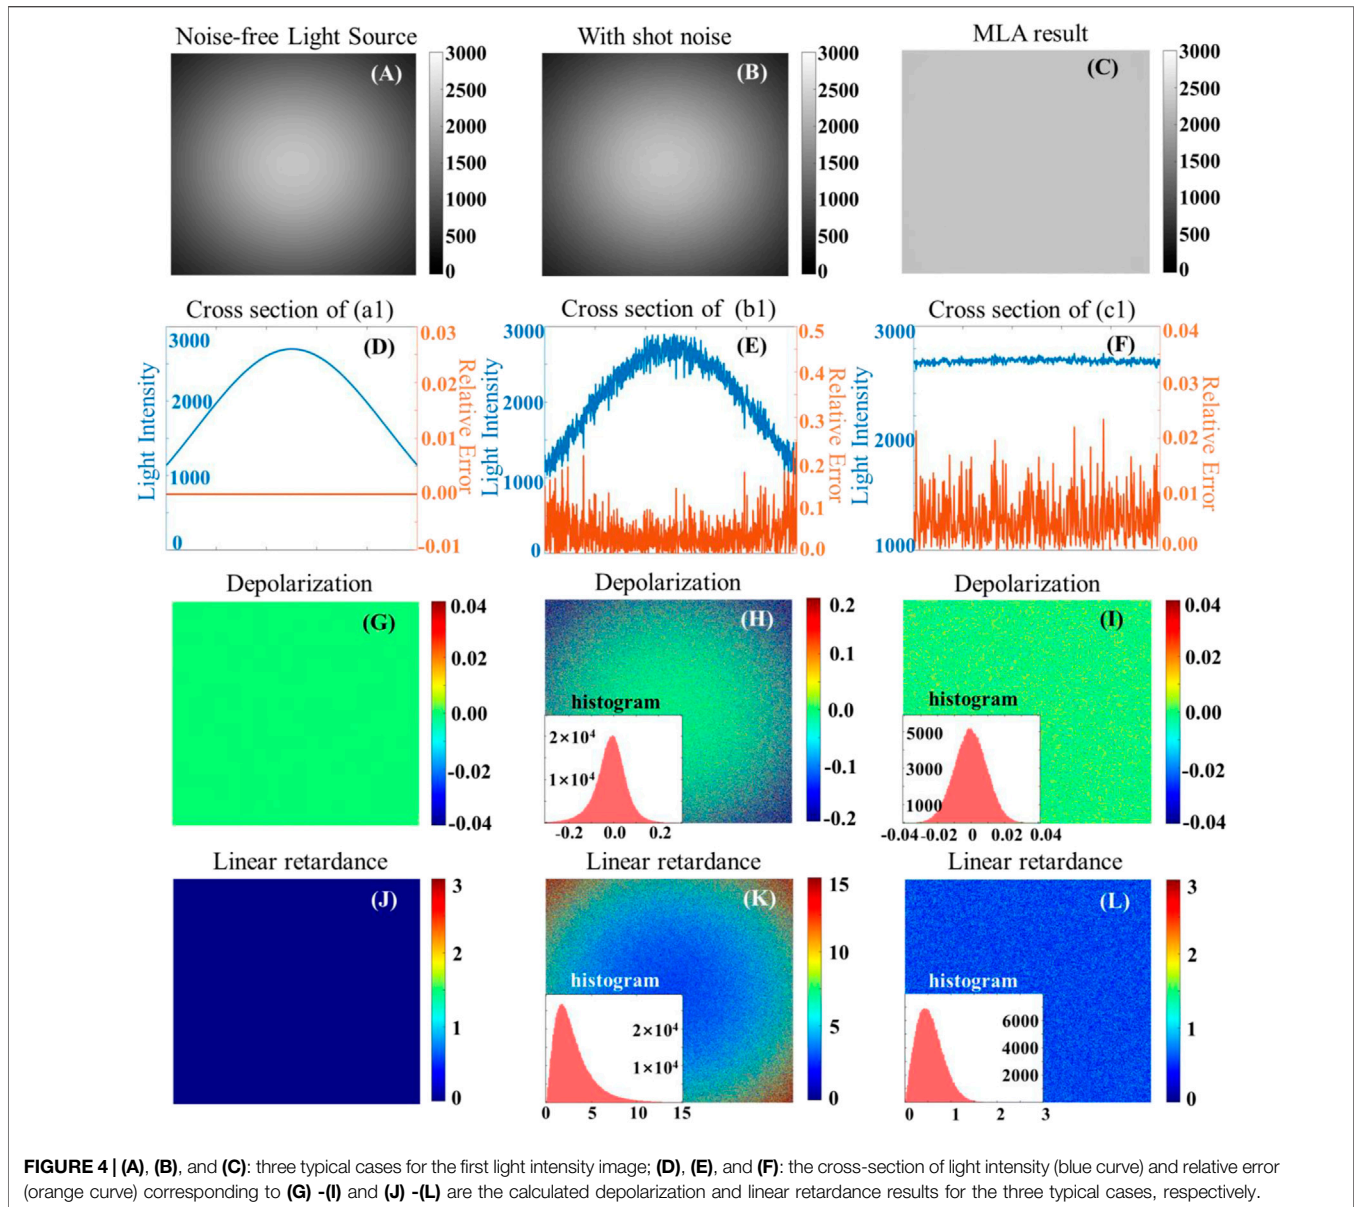 Noise-free Light Source
(A)
3000
2500
2000
1500
1000
500
0
With shot noise
(B)
3000
2500
2000
1500
1000
500
0
MLA result
(C)
3000
2500
2000
1500
1000
500
0
Cross section of (a1)
(D)
Light Intensity
3000
2000
1000
0
0.03
0.02
0.01
0.00
-0.01
Relative Error
Cross section of (b1)
(E)
Light Intensity
3000
2000
1000
0
0.5
0.4
0.3
0.2
0.1
0.0
Relative Error
Cross section of (c1)
(F)
Light Intensity
3000
2000
1000
0.04
0.03
0.02
0.01
0.00
Relative Error
Depolarization
(G)
0.04
0.02
0.00
-0.02
-0.04
Depolarization
(H)
histogram
2×10⁴
1×10⁴
-0.2 0.0 0.2
0.2
0.1
0.0
-0.1
-0.2
Depolarization
(I)
histogram
5000
3000
1000
-0.04 -0.02 0 0.02 0.04
0.04
0.02
0.00
-0.02
-0.04
Linear retardance
(J)
3
2
1
0
Linear retardance
(K)
histogram
2×10⁴
1×10⁴
0 5 10 15
15
10
5
0
Linear retardance
(L)
histogram
6000
4000
2000
0 1 2 3
3
2
1
0
FIGURE 4 | (A), (B), and (C): three typical cases for the first light intensity image; (D), (E), and (F): the cross-section of light intensity (blue curve) and relative error
(orange curve) corresponding to (G) -(I) and (J) -(L) are the calculated depolarization and linear retardance results for the three typical cases, respectively.